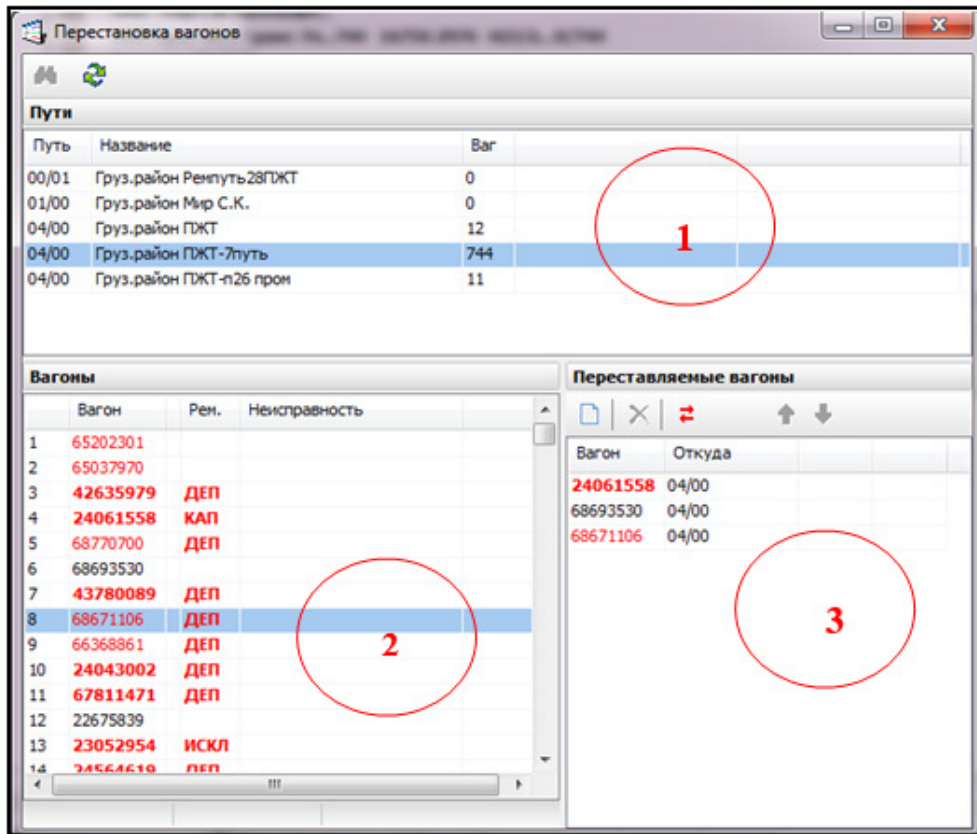 Перестановка вагонов
Пути
Путь Название Ваг
00/01 Груз.район Ремпуть28ПЖТ 0
01/00 Груз.район Мир С.К. 0
04/00 Груз.район ПЖТ 12
04/00 Груз.район ПЖТ-7путь 744
04/00 Груз.район ПЖТ-п26 пром 11
1
Вагоны
Вагон Рем. Неисправность
1 65202301
2 65037970
3 42635979 ДЕП
4 24061558 КАП
5 68770700 ДЕП
6 68693530
7 43780089 ДЕП
8 68671106 ДЕП
9 66368861 ДЕП
10 24043002 ДЕП
11 67811471 ДЕП
12 22675839
13 23052954 ИСКЛ
14 24564619 ДЕП
2
Переставляемые вагоны
Вагон Откуда
24061558 04/00
68693530 04/00
68671106 04/00
3